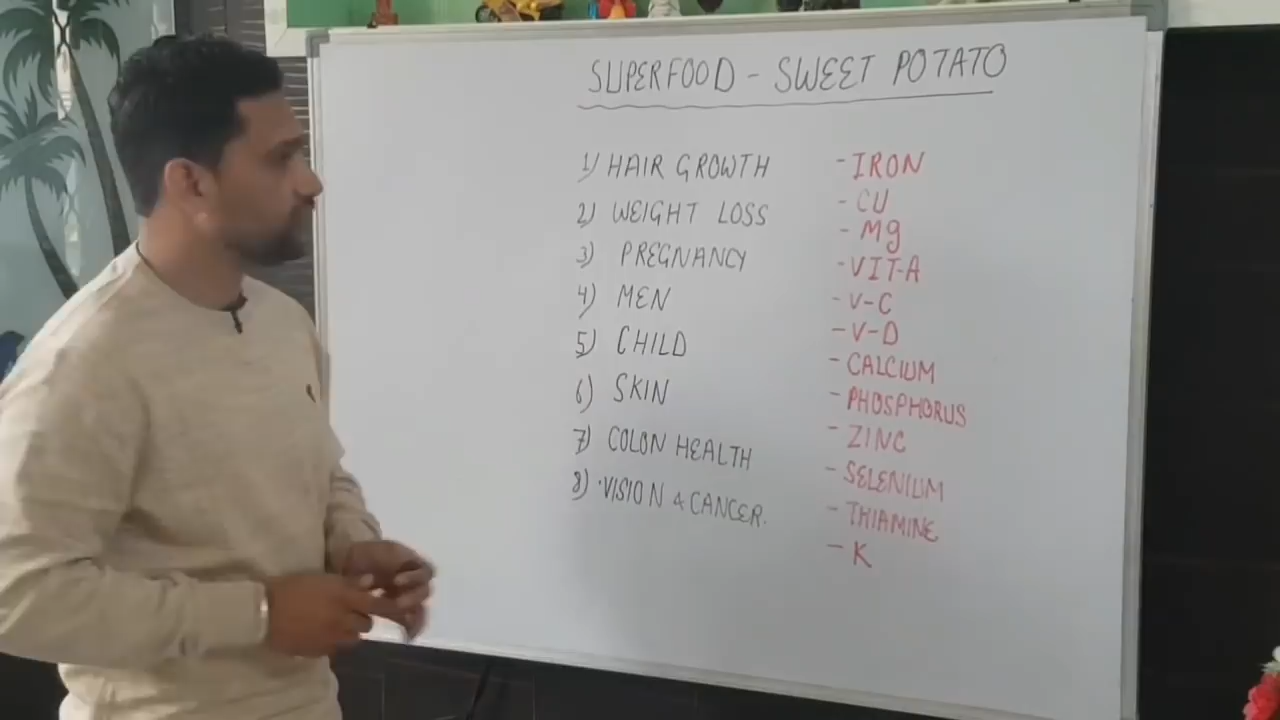 SUPERFOOD - SWEET POTATO
1) HAIR GROWTH
2) WEIGHT LOSS
3) PREGNANCY
4) MEN
5) CHILD
6) SKIN
7) COLON HEALTH
8) ·VISION & CANCER.
- IRON
- CU
- Mg
- VIT-A
- V-C
- V-D
- CALCIUM
- PHOSPHORUS
- ZINC
- SELENIUM
- THIAMINE
- K